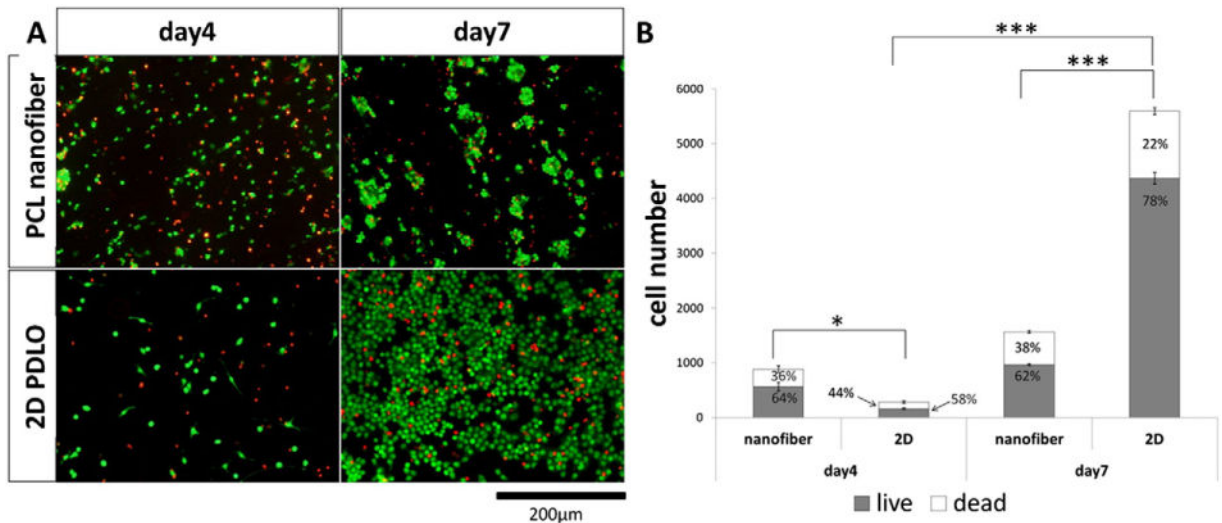 A
day4
day7
PCL nanofiber
2D PDLO
200μm
B
***
***
*
cell number
6000
5000
4000
3000
2000
1000
0
36%
64%
44%
58%
38%
62%
22%
78%
nanofiber
2D
nanofiber
2D
day4
day7
live
dead